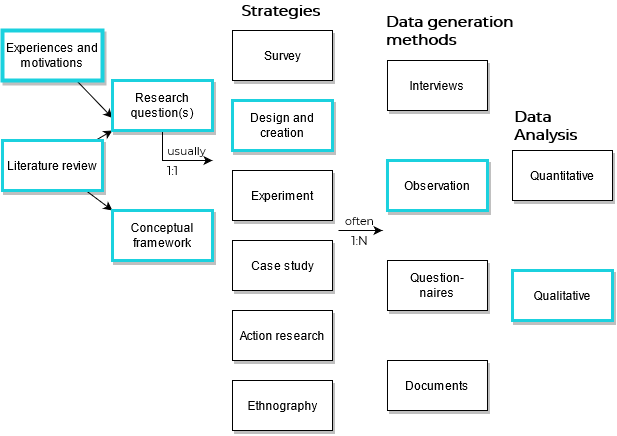 Experiences and
motivations
Literature review
Research
question(s)
Conceptual
framework
usually
1:1
Strategies
Survey
Design and
creation
Experiment
Case study
Action research
Ethnography
often
1:N
Data generation
methods
Interviews
Observation
Question-
naires
Documents
Data
Analysis
Quantitative
Qualitative